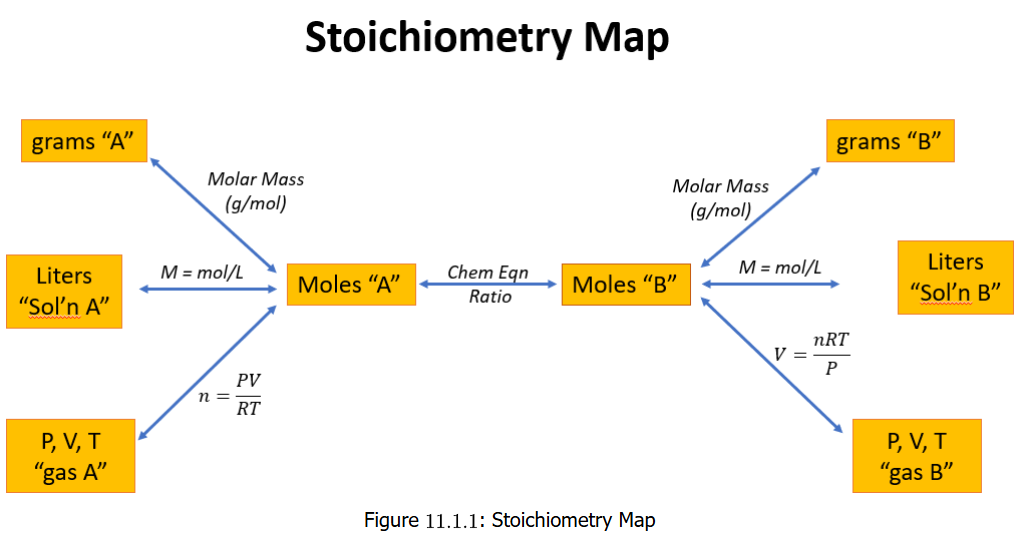 Stoichiometry Map
grams “A”
grams “B”
Molar Mass
(g/mol)
Molar Mass
(g/mol)
Liters
“Sol’n A”
M = mol/L
Moles “A”
Chem Eqn
Ratio
Moles “B”
M = mol/L
Liters
“Sol’n B”
n = PV
RT
V = nRT
P
P, V, T
“gas A”
P, V, T
“gas B”
Figure 11.1.1: Stoichiometry Map